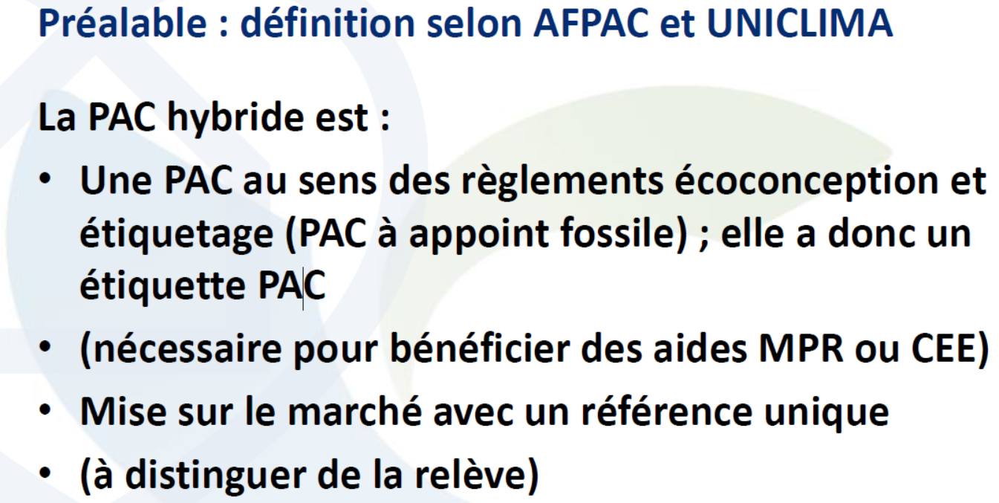 Préalable : définition selon AFPAC et UNICLIMA
La PAC hybride est :
• Une PAC au sens des règlements écoconception et
étiquetage (PAC à appoint fossile) ; elle a donc un
étiquette PAC
• (nécessaire pour bénéficier des aides MPR ou CEE)
• Mise sur le marché avec un référence unique
• (à distinguer de la relève)